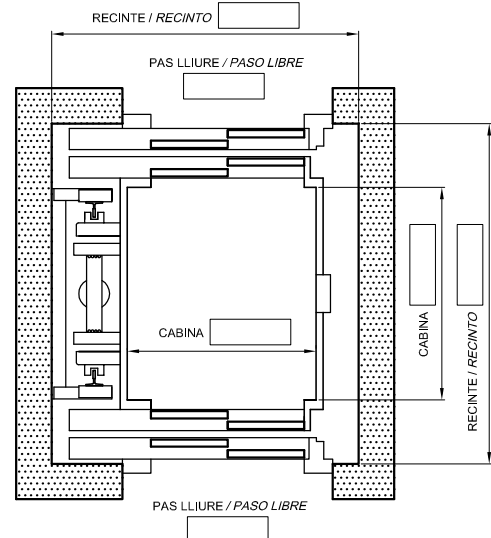 RECINTE / RECINTO
PAS LLIURE / PASO LIBRE
CABINA
CABINA
RECINTE / RECINTO
PAS LLIURE / PASO LIBRE